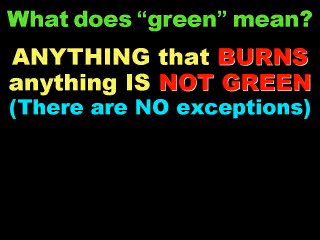 What does “green” mean?
ANYTHING that BURNS
anything IS NOT GREEN
(There are NO exceptions)